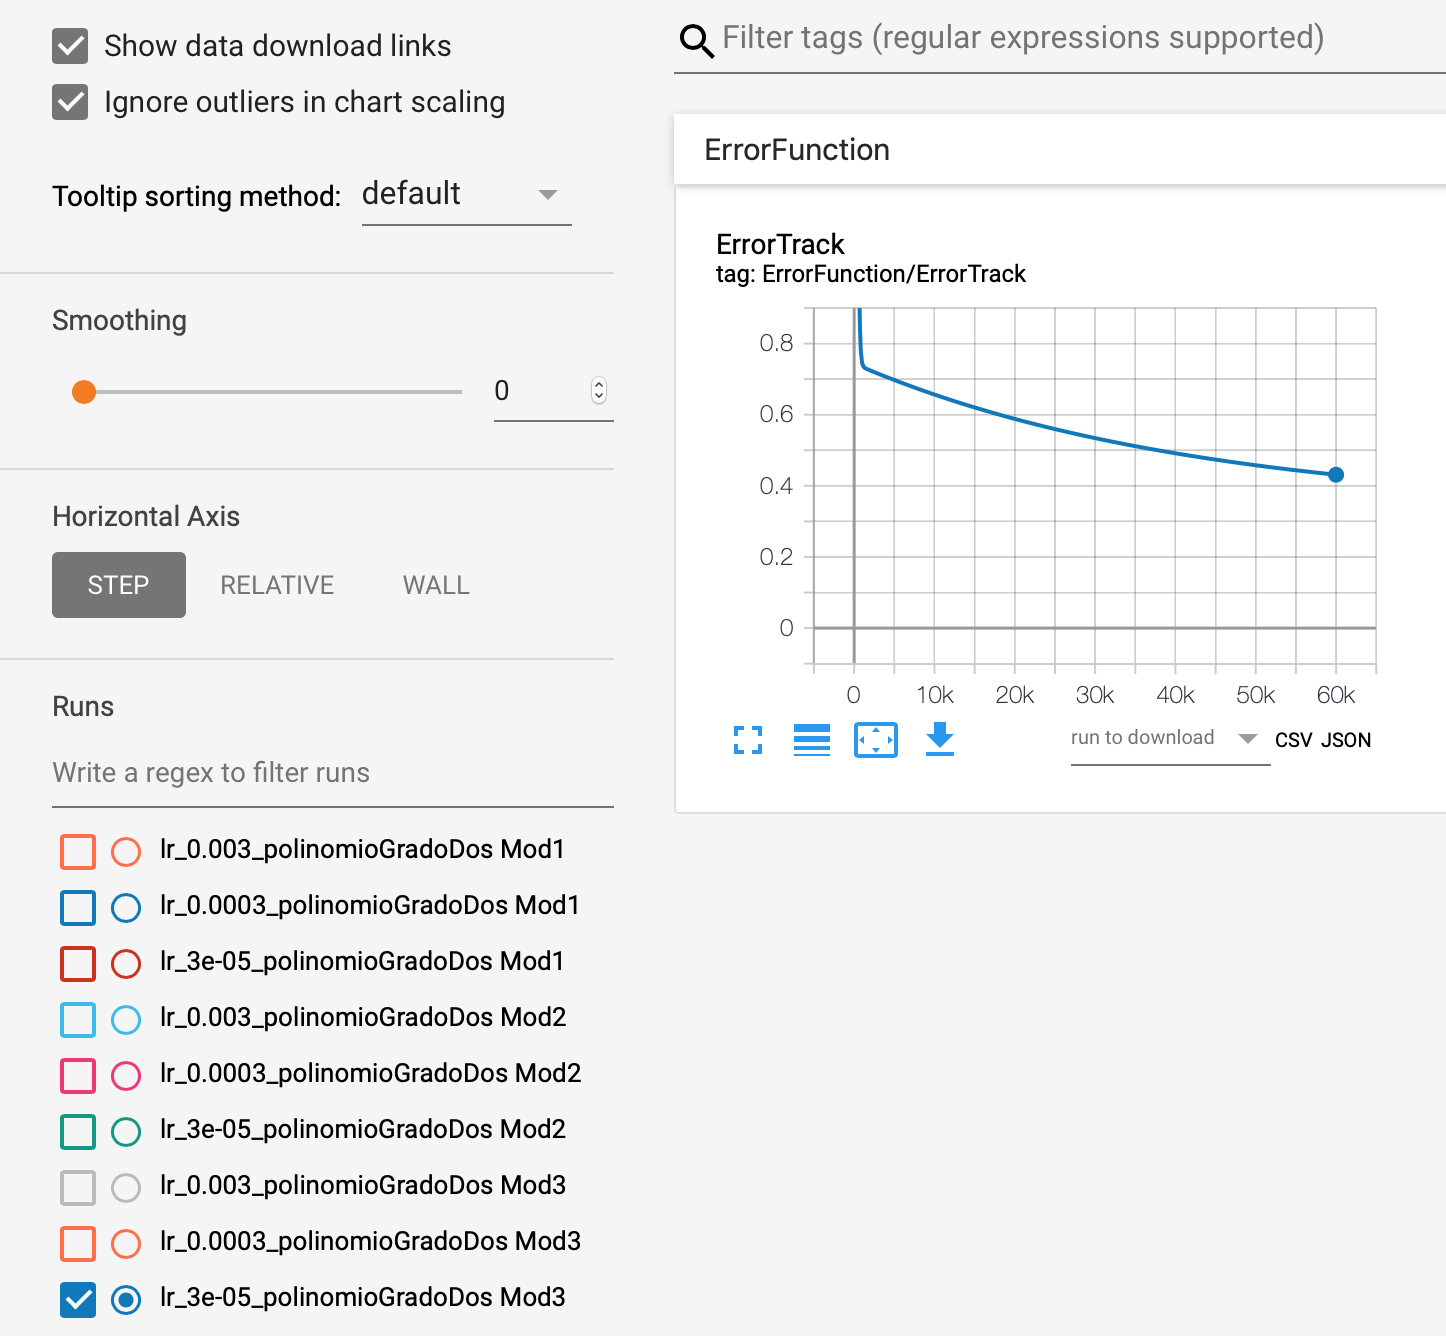 Show data download links
Ignore outliers in chart scaling
Tooltip sorting method: default
Smoothing
0
Horizontal Axis
STEP RELATIVE WALL
Runs
Write a regex to filter runs
lr_0.003_polinomioGradoDos Mod1
lr_0.0003_polinomioGradoDos Mod1
lr_3e-05_polinomioGradoDos Mod1
lr_0.003_polinomioGradoDos Mod2
lr_0.0003_polinomioGradoDos Mod2
lr_3e-05_polinomioGradoDos Mod2
lr_0.003_polinomioGradoDos Mod3
lr_0.0003_polinomioGradoDos Mod3
lr_3e-05_polinomioGradoDos Mod3
Filter tags (regular expressions supported)
ErrorFunction
ErrorTrack
tag: ErrorFunction/ErrorTrack
0.8
0.6
0.4
0.2
0
0 10k 20k 30k 40k 50k 60k
run to download CSV JSON